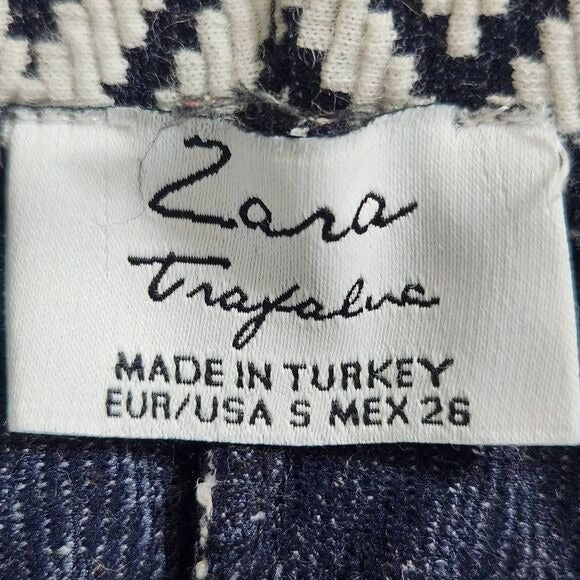 Zara
Trafaluc
MADE IN TURKEY
EUR/USA S MEX 26